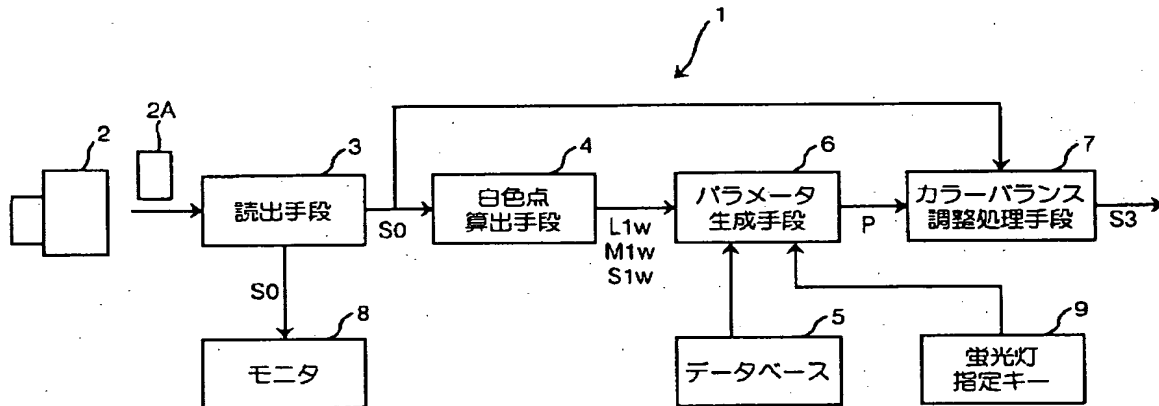 1
2
2A
3
読出手段
S0
4
白色点
算出手段
L1w
M1w
S1w
6
パラメータ
生成手段
P
7
カラーバランス
調整処理手段
S3
S0
8
モニタ
5
データベース
9
蛍光灯
指定キー